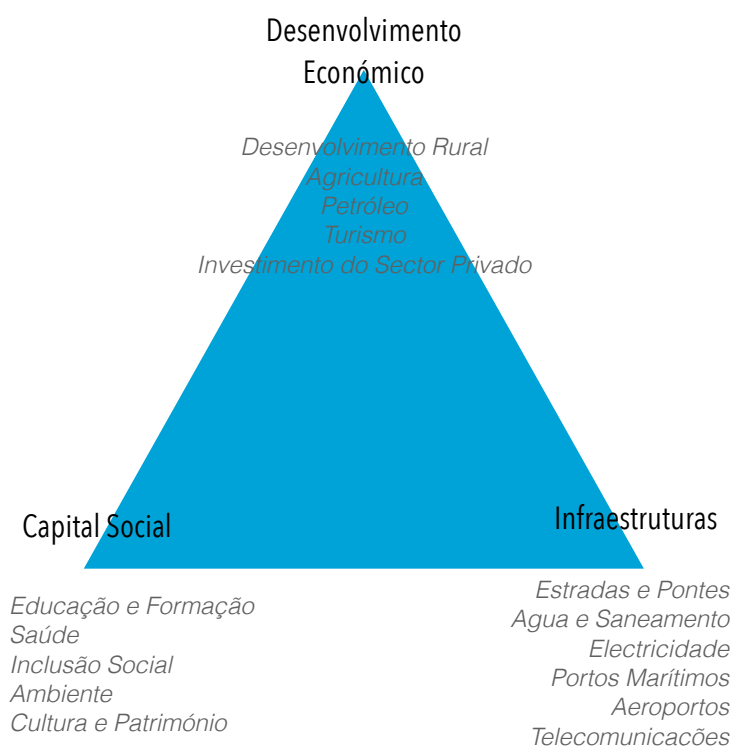 Desenvolvimento
Económico
Desenvolvimento Rural
Agricultura
Petróleo
Turismo
Investimento do Sector Privado
Capital Social
Educação e Formação
Saúde
Inclusão Social
Ambiente
Cultura e Património
Infraestruturas
Estradas e Pontes
Agua e Saneamento
Electricidade
Portos Marítimos
Aeroportos
Telecomunicações